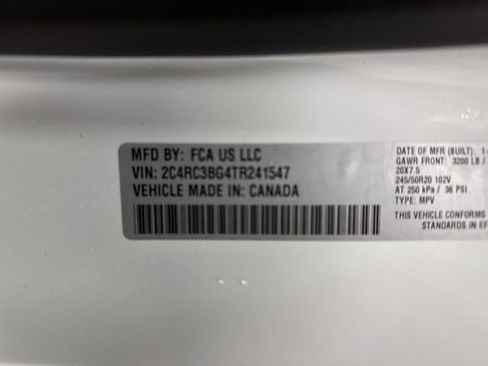 MFD BY: FCA US LLC
VIN: 2C4RC3BG4TR241547
VEHICLE MADE IN: CANADA
DATE OF MFR (BUILT): 1-
GAWR FRONT: 3200 LB /
20X7.5
245/50R20 102V
AT 250 kPa / 36 PSI
TYPE: MPV
THIS VEHICLE CONFORMS
STANDARDS IN EF